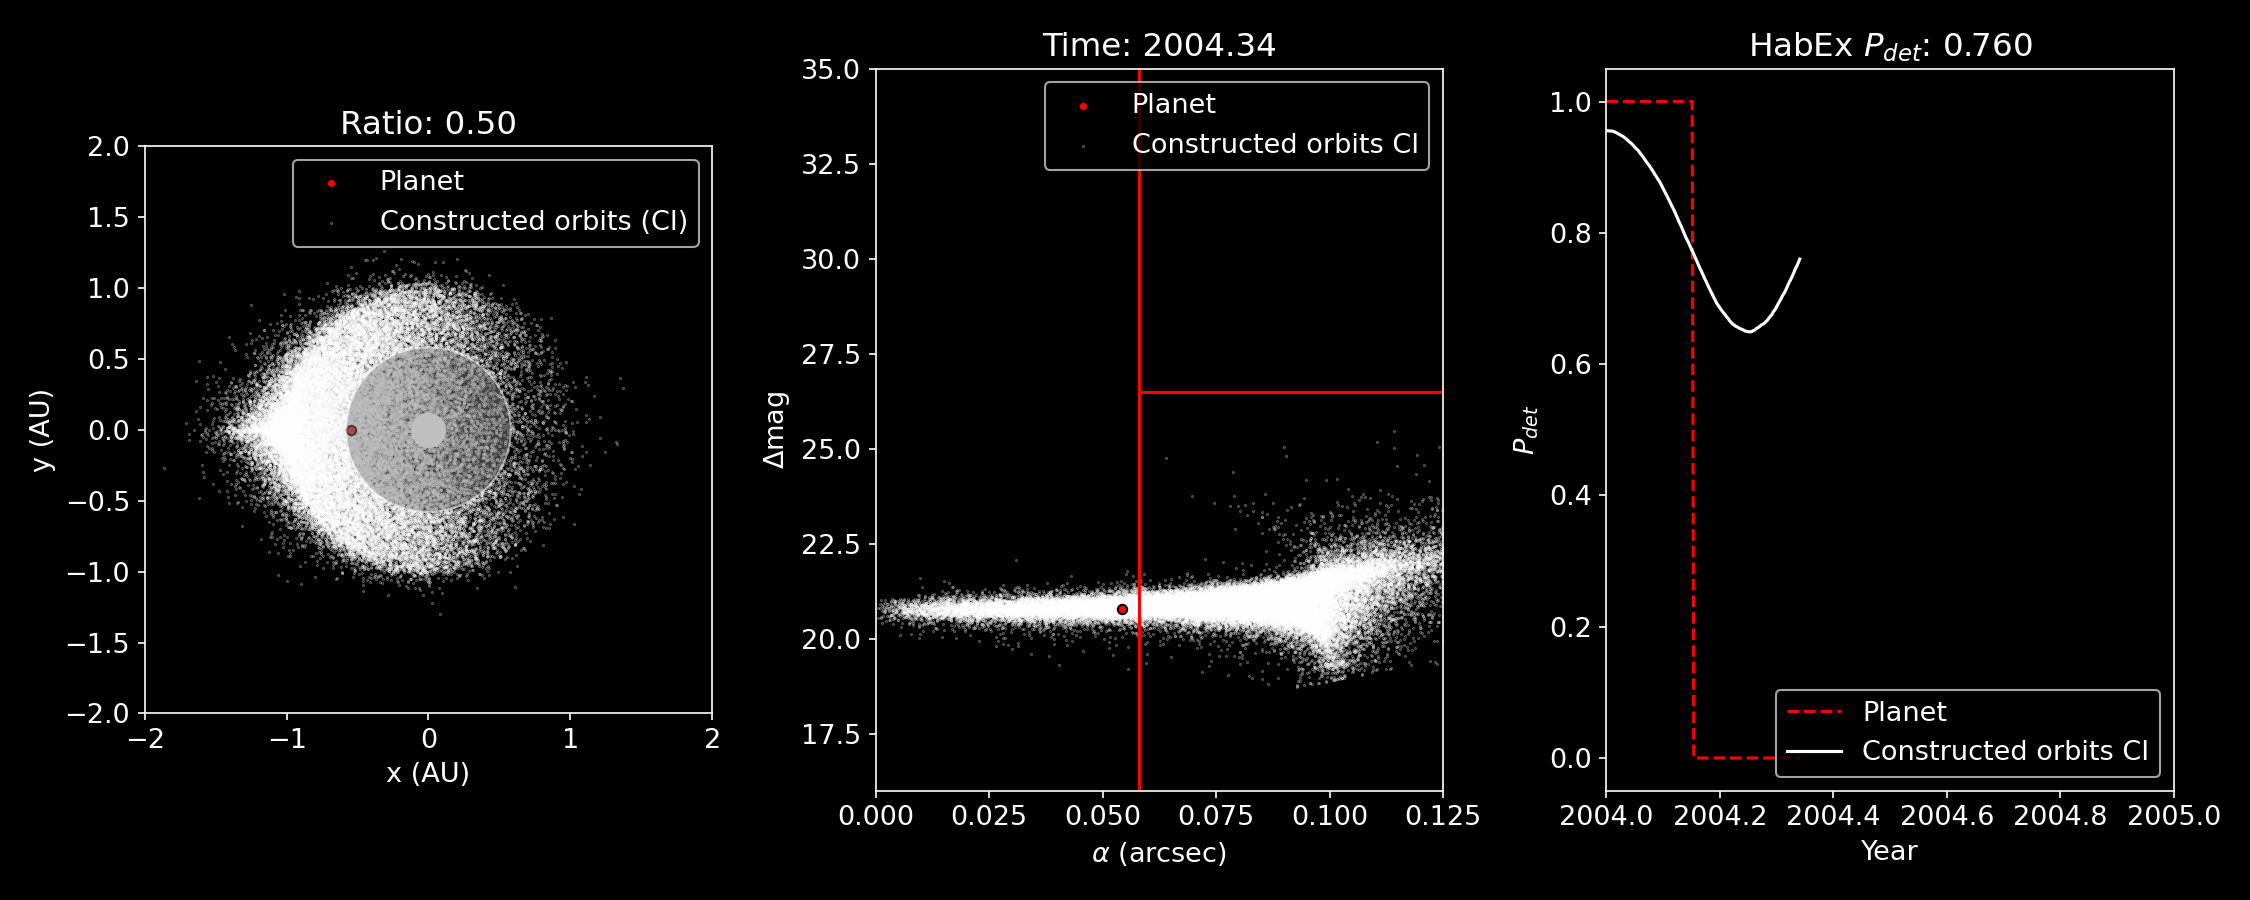 Ratio: 0.50
Planet
Constructed orbits (CI)
2.0
1.5
1.0
0.5
0.0
−0.5
−1.0
−1.5
−2.0
−2
−1
0
1
2
x (AU)
y (AU)
Time: 2004.34
Planet
Constructed orbits CI
35.0
32.5
30.0
27.5
25.0
22.5
20.0
17.5
0.000
0.025
0.050
0.075
0.100
0.125
α (arcsec)
Δmag
HabEx P_det: 0.760
1.0
0.8
0.6
0.4
0.2
0.0
Planet
Constructed orbits CI
2004.0
2004.2
2004.4
2004.6
2004.8
2005.0
Year
P_det